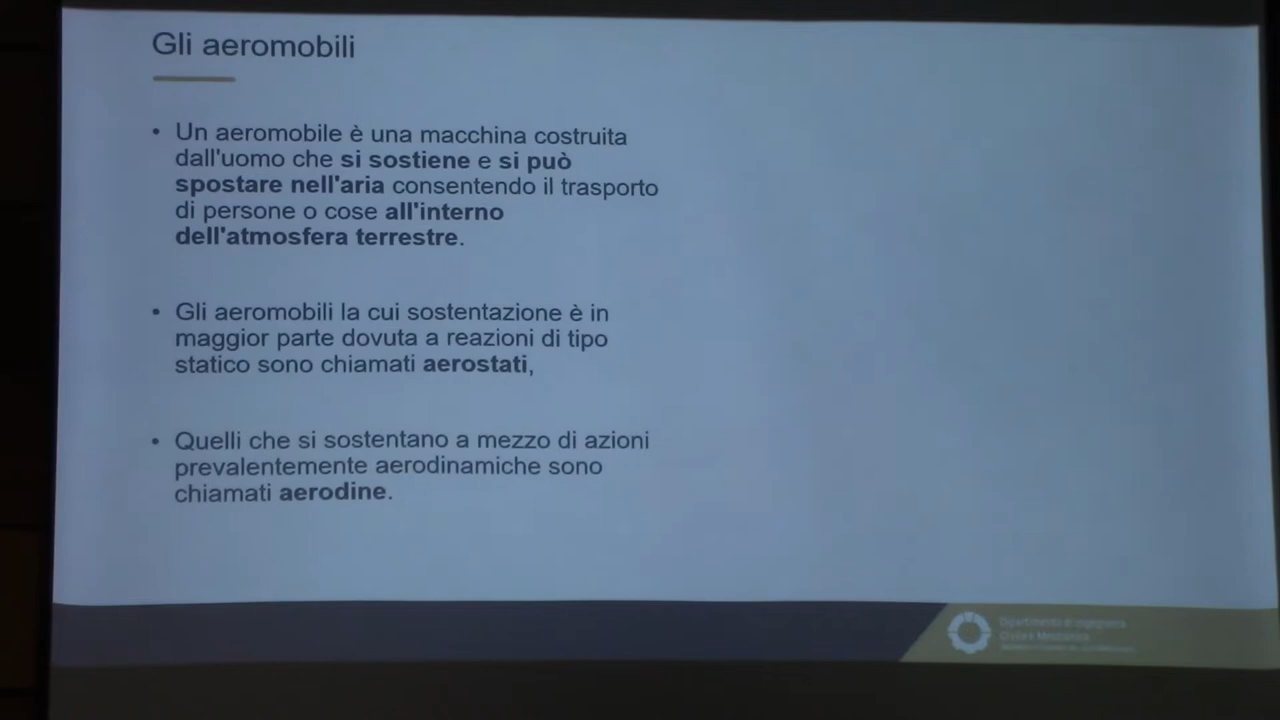 Gli aeromobili
• Un aeromobile è una macchina costruita
dall'uomo che si sostiene e si può
spostare nell'aria consentendo il trasporto
di persone o cose all'interno
dell'atmosfera terrestre.
• Gli aeromobili la cui sostentazione è in
maggior parte dovuta a reazioni di tipo
statico sono chiamati aerostati,
• Quelli che si sostentano a mezzo di azioni
prevalentemente aerodinamiche sono
chiamati aerodine.
Dipartimento di Ingegneria
Civile e Meccanica